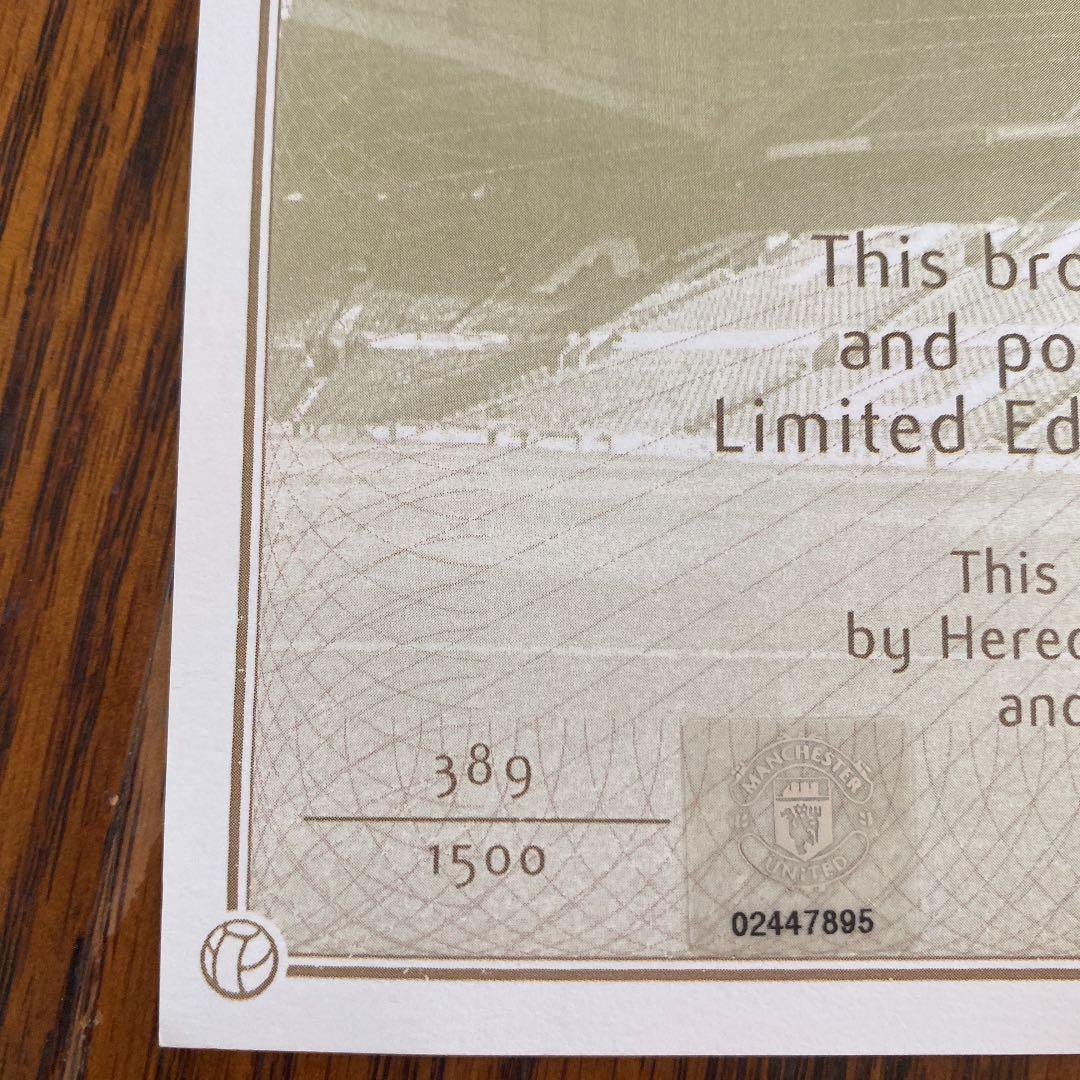 This bro
and po
Limited Ed
This
by Hered
and
389
1500
MANCHESTER
UNITED
02447895